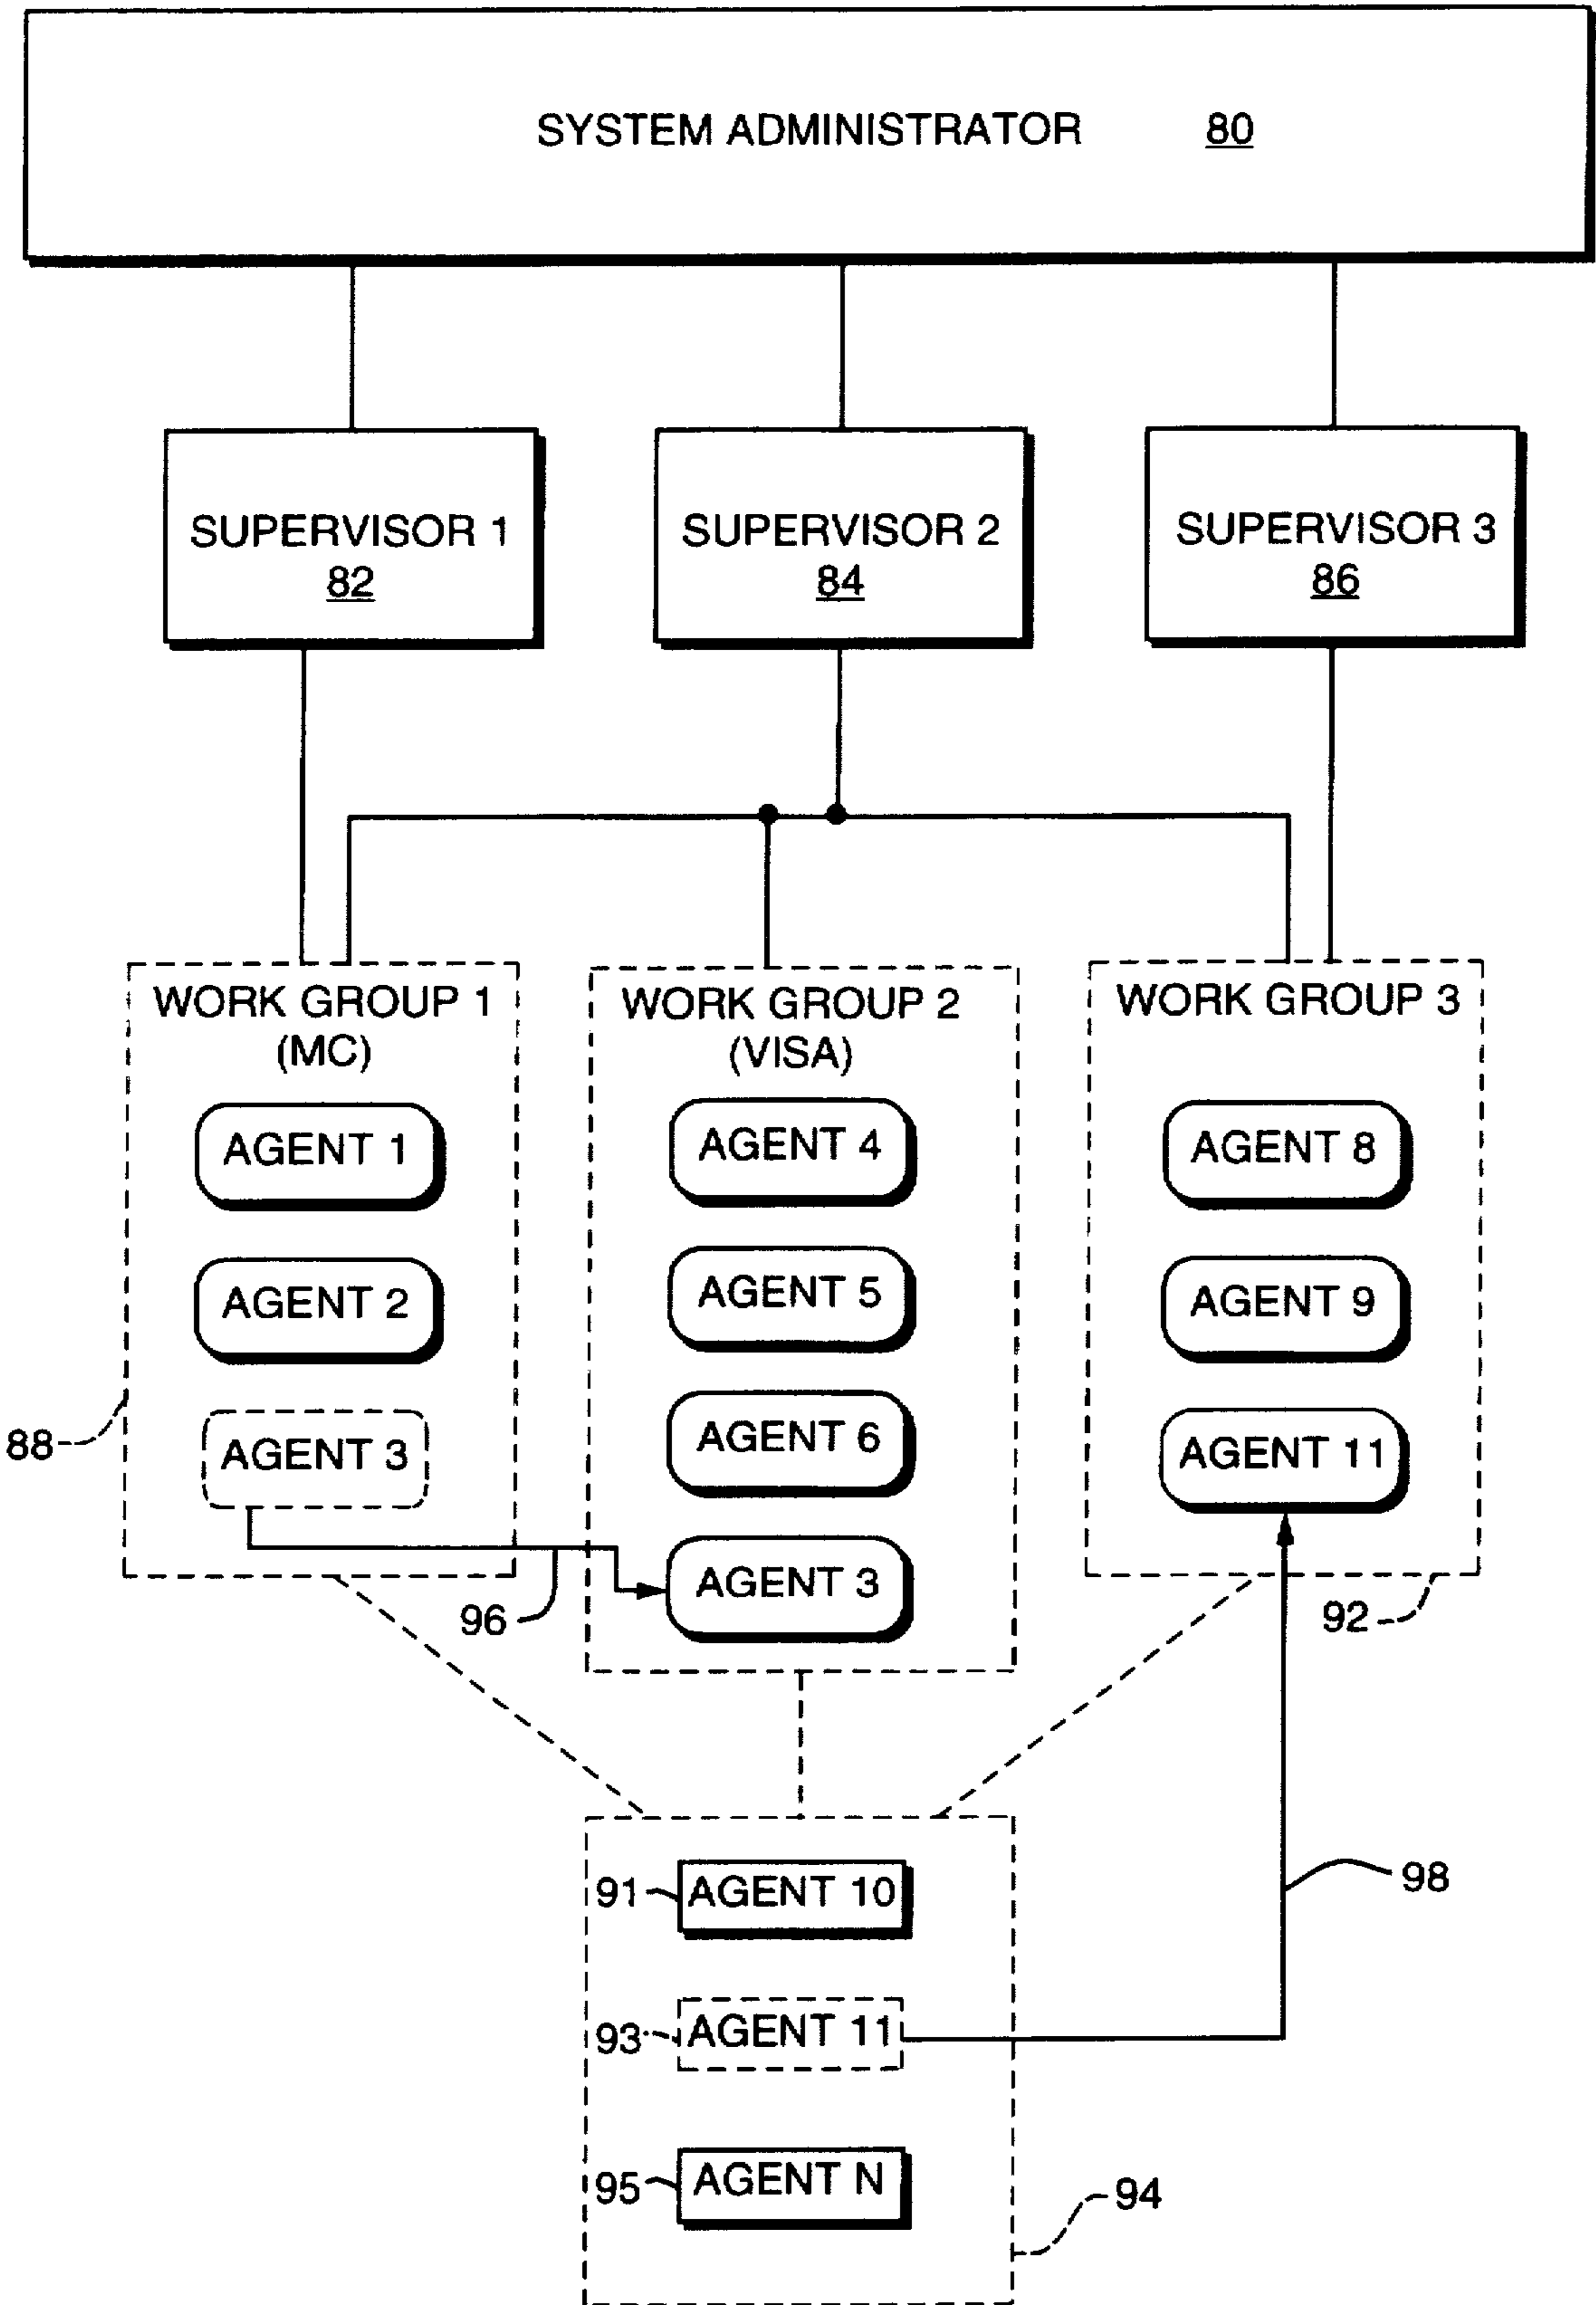 SYSTEM ADMINISTRATOR 80
SUPERVISOR 1
82
SUPERVISOR 2
84
SUPERVISOR 3
86
WORK GROUP 1
(MC)
AGENT 1
AGENT 2
AGENT 3
88
WORK GROUP 2
(VISA)
AGENT 4
AGENT 5
AGENT 6
AGENT 3
96
WORK GROUP 3
AGENT 8
AGENT 9
AGENT 11
92
91 AGENT 10
93 AGENT 11
95 AGENT N
98
94